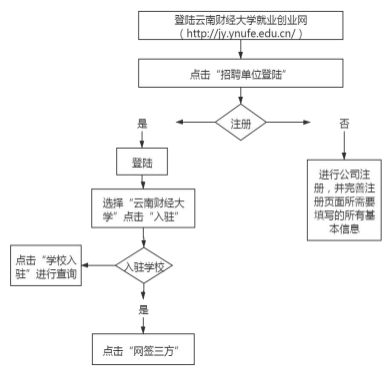 登陆云南财经大学就业创业网
（http://jy.ynufe.edu.cn/）
点击“招聘单位登陆”
注册
是
否
登陆
进行公司注
册，并完善注
册页面所需要
填写的所有基
本信息
选择“云南财经大
学”点击“入驻”
入驻学校
点击“学校入
驻”进行查询
是
点击“网签三方”